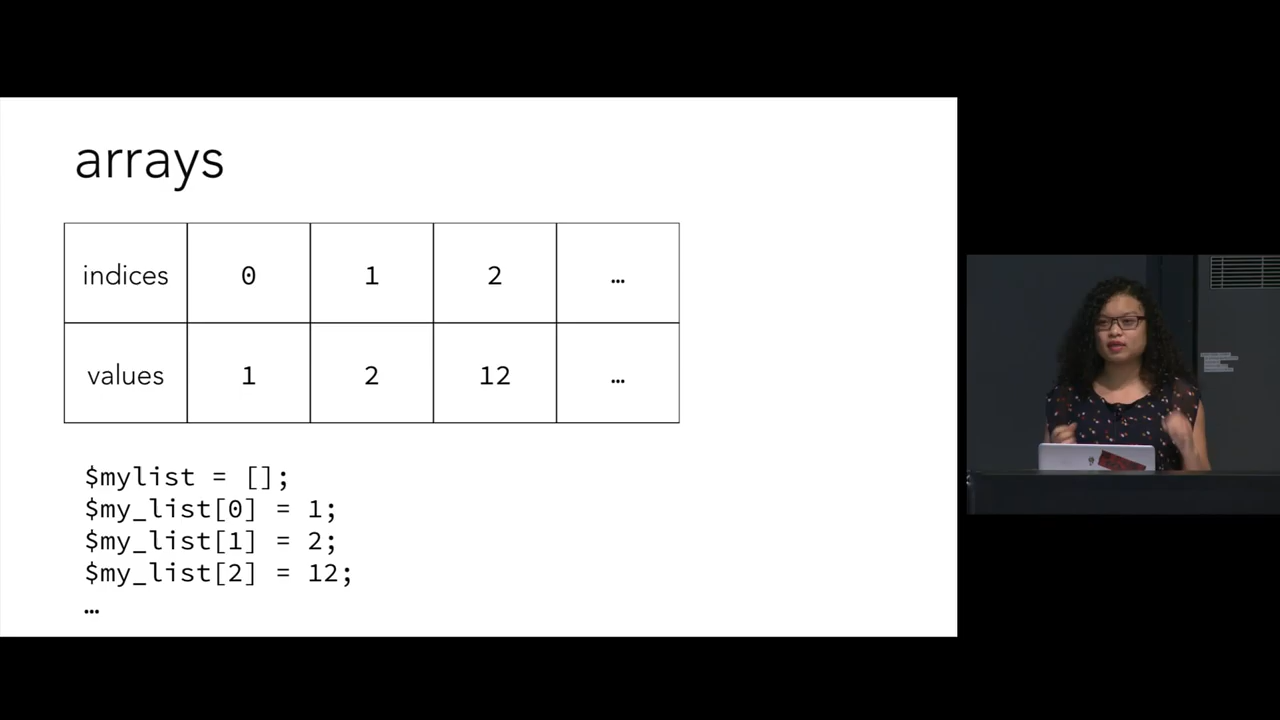 arrays
indices 0 1 2 …
values 1 2 12 …
$mylist = [];
$my_list[0] = 1;
$my_list[1] = 2;
$my_list[2] = 12;
…